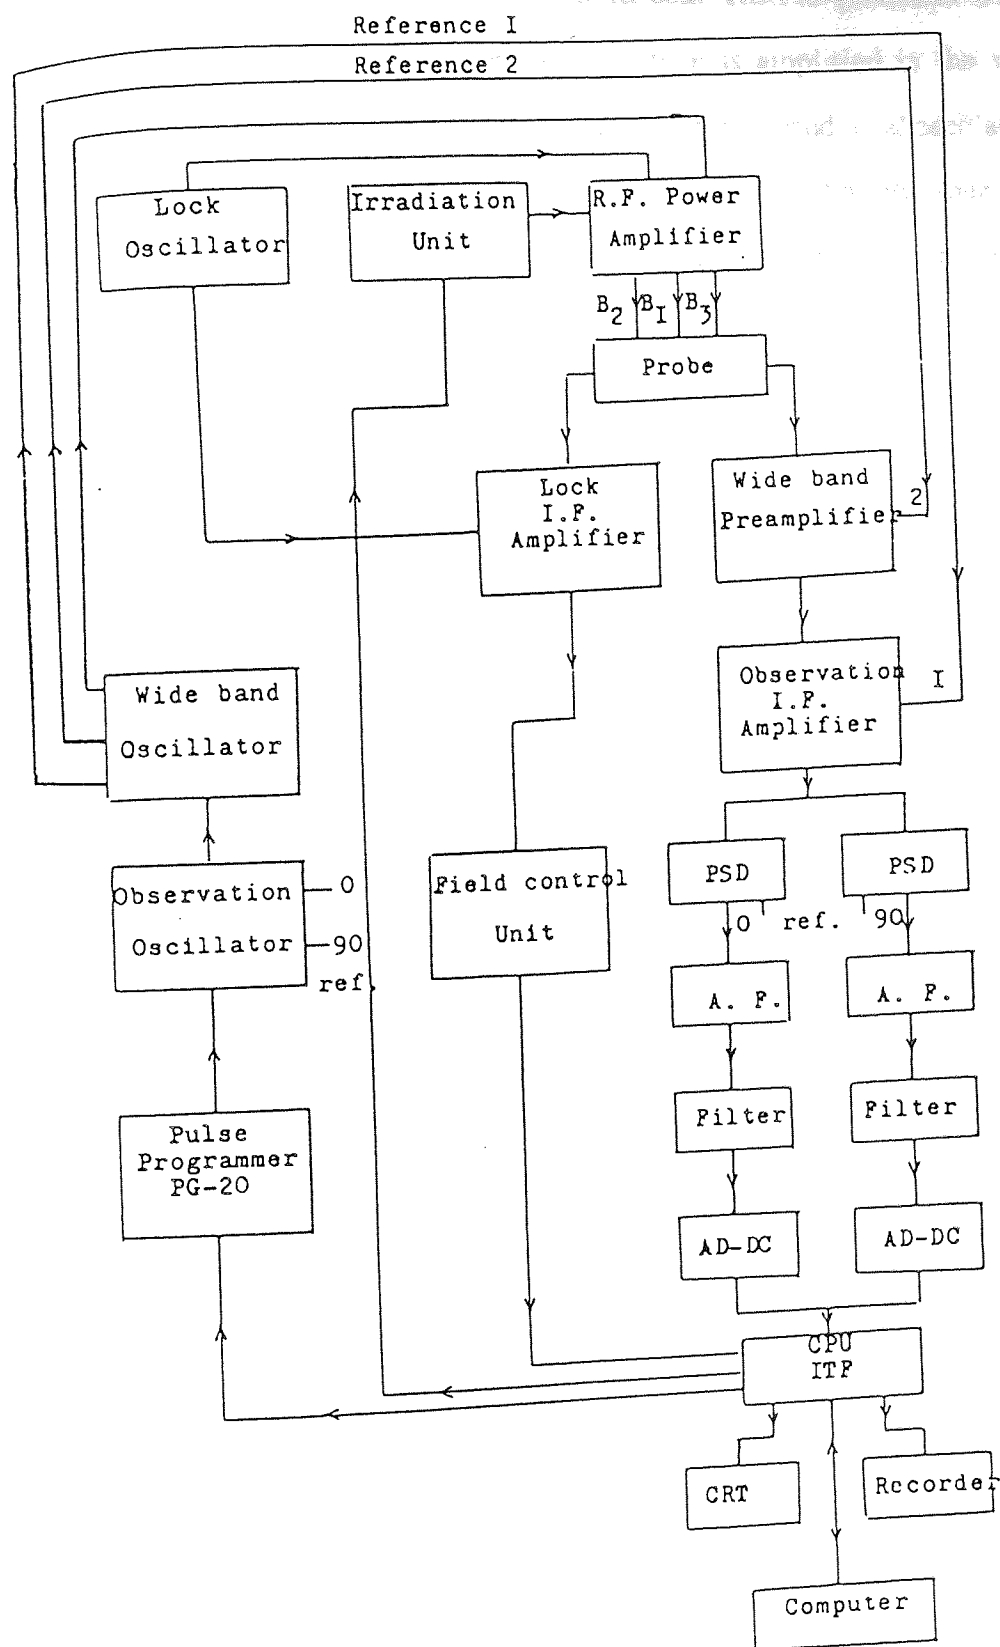 Reference I
Reference 2
Lock
Oscillator
Irradiation
Unit
R.F. Power
Amplifier
B2 B1 B3
Probe
Lock
I.F.
Amplifier
Wide band
Preamplifier
2
Observation
I.F.
Amplifier
I
Wide band
Oscillator
Observation
Oscillator
0
90
ref.
Field control
Unit
PSD
PSD
0 ref. 90
A. F.
A. F.
Pulse
Programmer
PG-20
Filter
Filter
AD-DC
AD-DC
CPU
ITF
CRT
Recorder
Computer